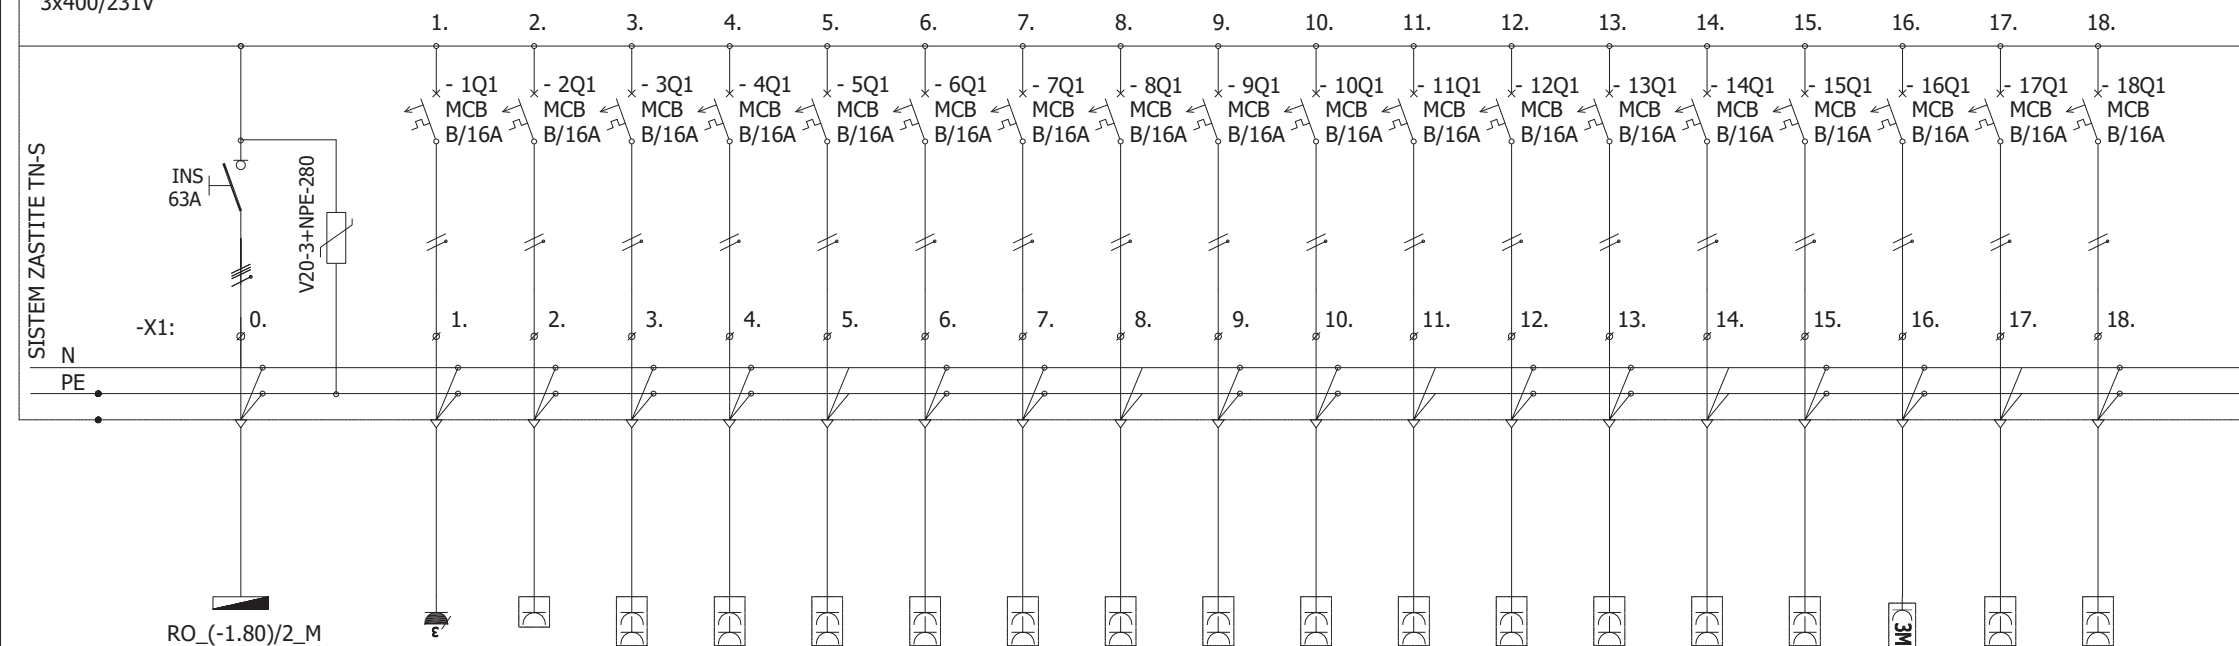 3x400/231V
1. 2. 3. 4. 5. 6. 7. 8. 9. 10. 11. 12. 13. 14. 15. 16. 17. 18.
- 1Q1 - 2Q1 - 3Q1 - 4Q1 - 5Q1 - 6Q1 - 7Q1 - 8Q1 - 9Q1 - 10Q1 - 11Q1 - 12Q1 - 13Q1 - 14Q1 - 15Q1 - 16Q1 - 17Q1 - 18Q1
MCB MCB MCB MCB MCB MCB MCB MCB MCB MCB MCB MCB MCB MCB MCB MCB MCB MCB
B/16A B/16A B/16A B/16A B/16A B/16A B/16A B/16A B/16A B/16A B/16A B/16A B/16A B/16A B/16A B/16A B/16A B/16A
SISTEM ZASTITE TN-S
INS
63A
V20-3+NPE-280
-X1: 0. 1. 2. 3. 4. 5. 6. 7. 8. 9. 10. 11. 12. 13. 14. 15. 16. 17. 18.
N
PE
3
3M
RO_(-1.80)/2_M